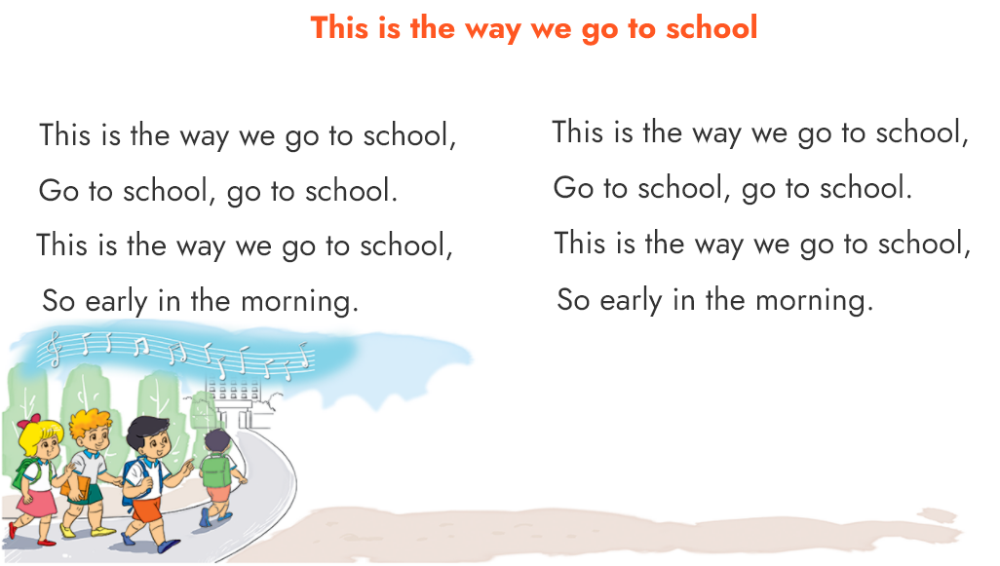 This is the way we go to school
This is the way we go to school,
Go to school, go to school.
This is the way we go to school,
So early in the morning.
This is the way we go to school,
Go to school, go to school.
This is the way we go to school,
So early in the morning.